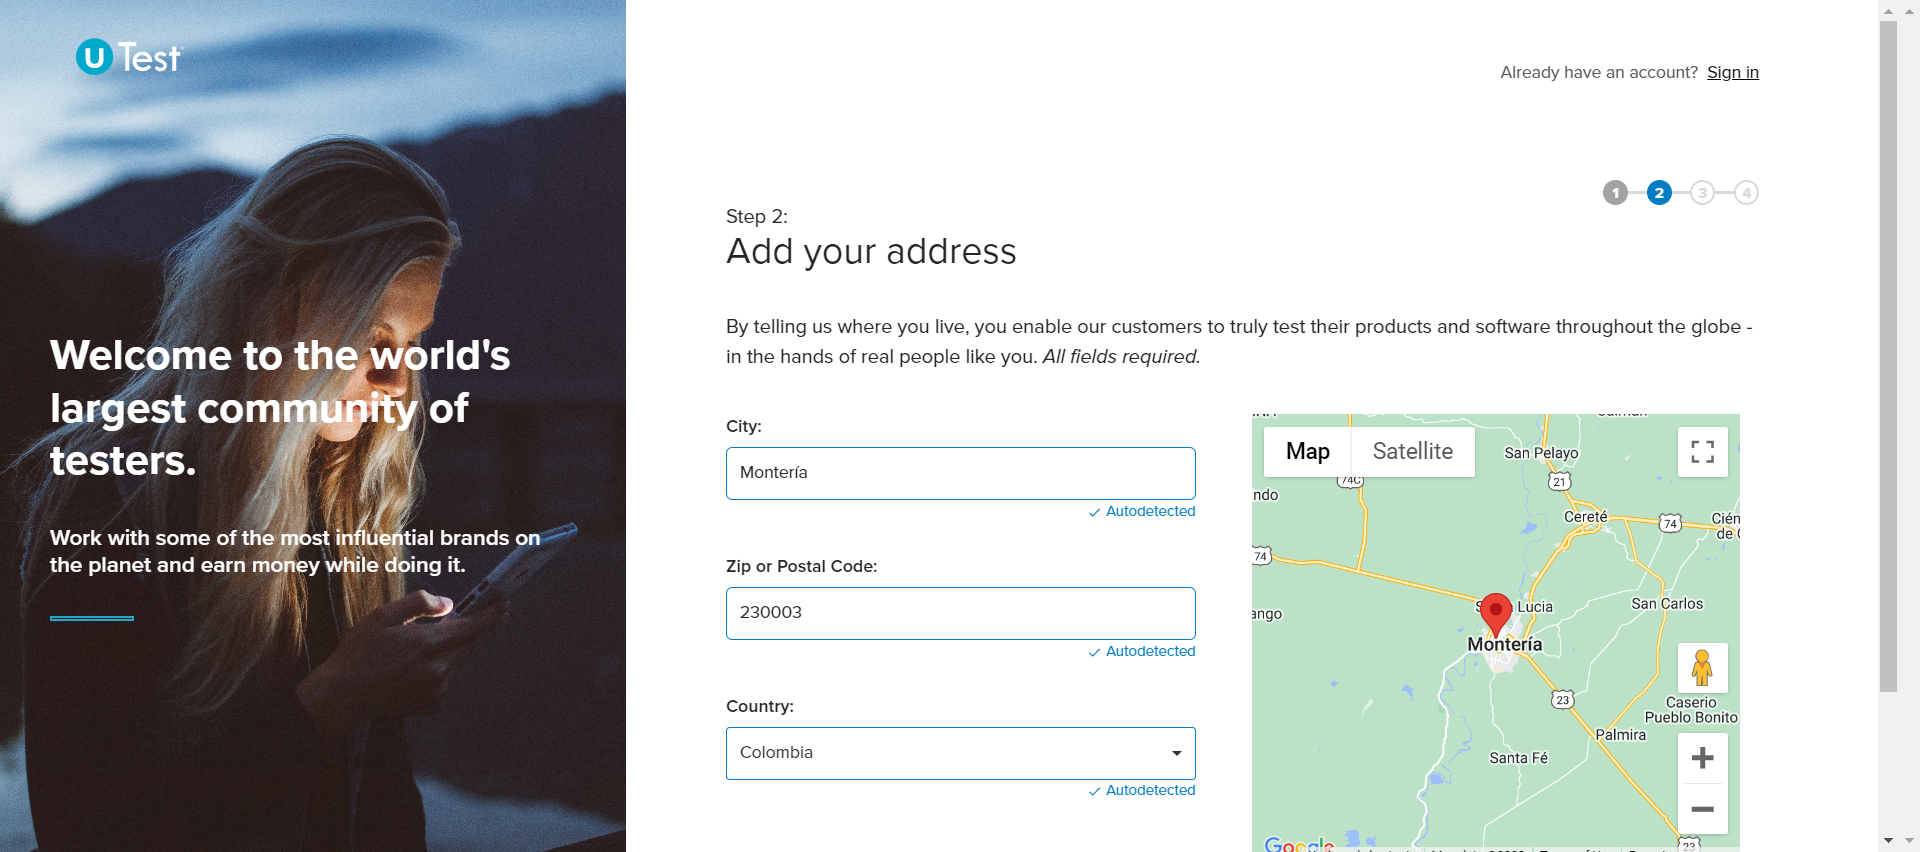 U Test
Already have an account? Sign in
1 2 3 4
Step 2:
Add your address
By telling us where you live, you enable our customers to truly test their products and software throughout the globe -
in the hands of real people like you. All fields required.
Welcome to the world's
largest community of
testers.
Work with some of the most influential brands on
the planet and earn money while doing it.
City:
Montería
Autodetected
Zip or Postal Code:
230003
Autodetected
Country:
Colombia
Autodetected
Map Satellite
San Pelayo
74C
21
ndo
Cereté
74
Cién
de
74
San Carlos
Lucia
ango
Montería
23
Caserio
Pueblo Bonito
Palmira
Santa Fé
23
Google